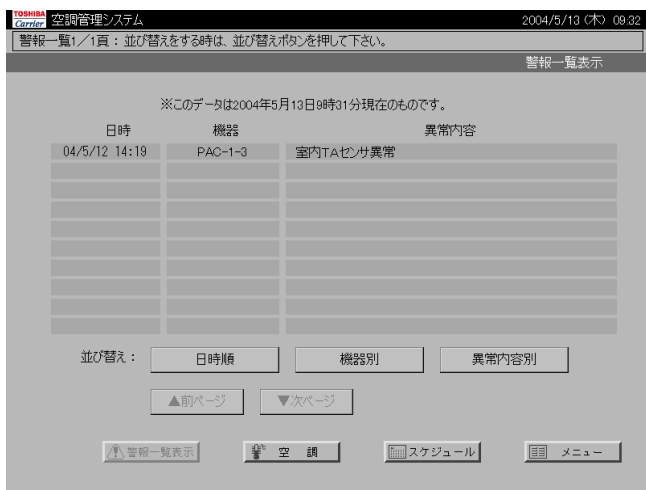 TOSHIBA
Carrier 空調管理システム 2004/5/13 (木) 09:32
警報一覧1／1頁：並び替えをする時は、並び替えボタンを押して下さい。
警報一覧表示
※このデータは2004年5月13日9時31分現在のものです。
日時 機器 異常内容
04/5/12 14:19 PAC-1-3 室内TAセンサ異常
並び替え： 日時順 機器別 異常内容別
▲前ページ ▼次ページ
警報一覧表示 空 調 スケジュール メニュー